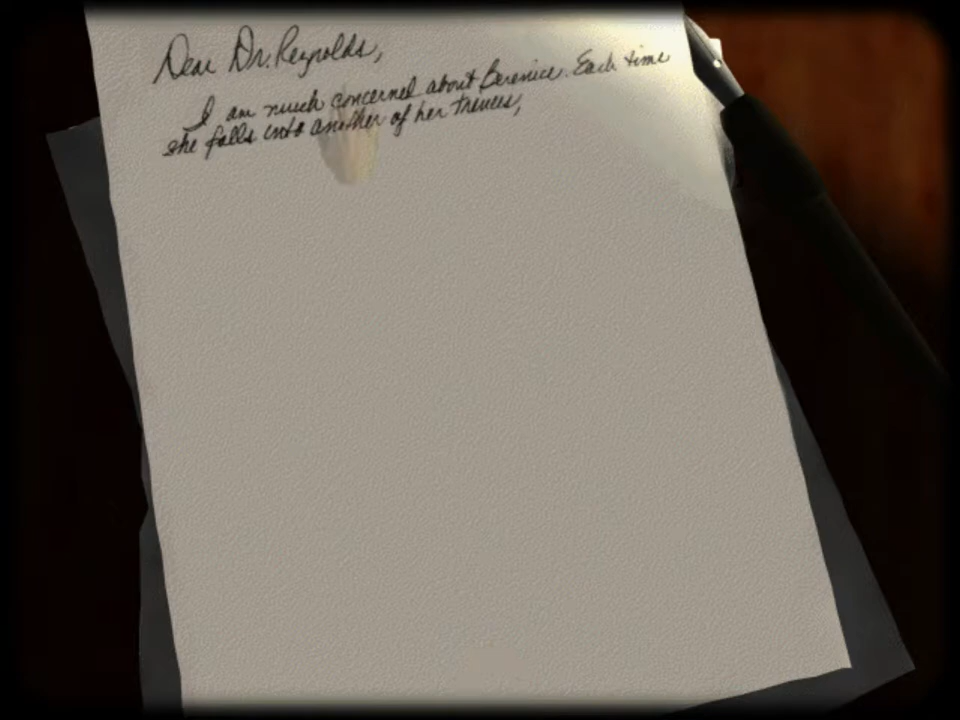 Dear Dr. Reynolds,
I am much concerned about Berenice. Each time
she falls into another of her trances,